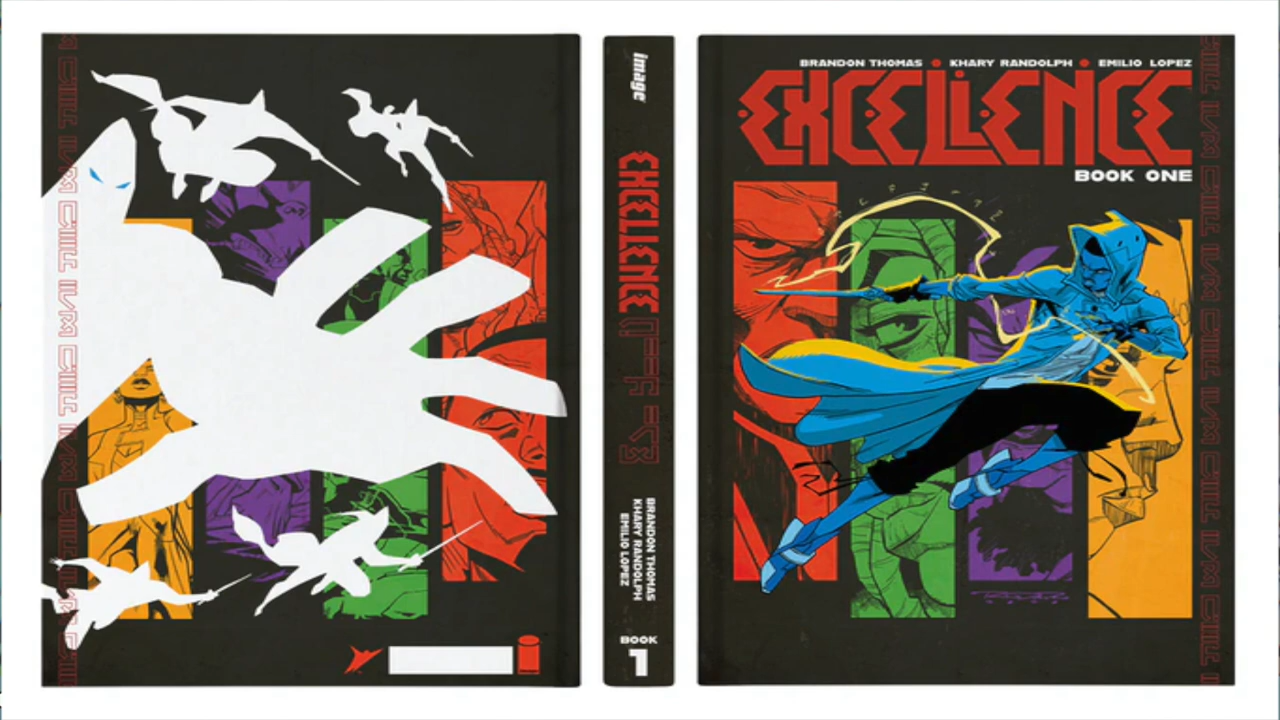 image
EXCELLENCE
BRANDON THOMAS
KHARY RANDOLPH
EMILIO LOPEZ
BOOK
1
BRANDON THOMAS • KHARY RANDOLPH • EMILIO LOPEZ
EXCELLENCE
BOOK ONE